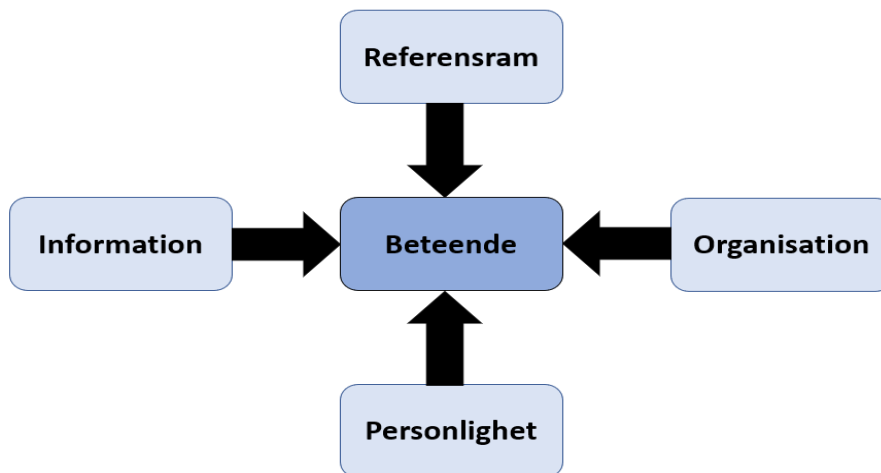 Referensram
Information
Beteende
Organisation
Personlighet